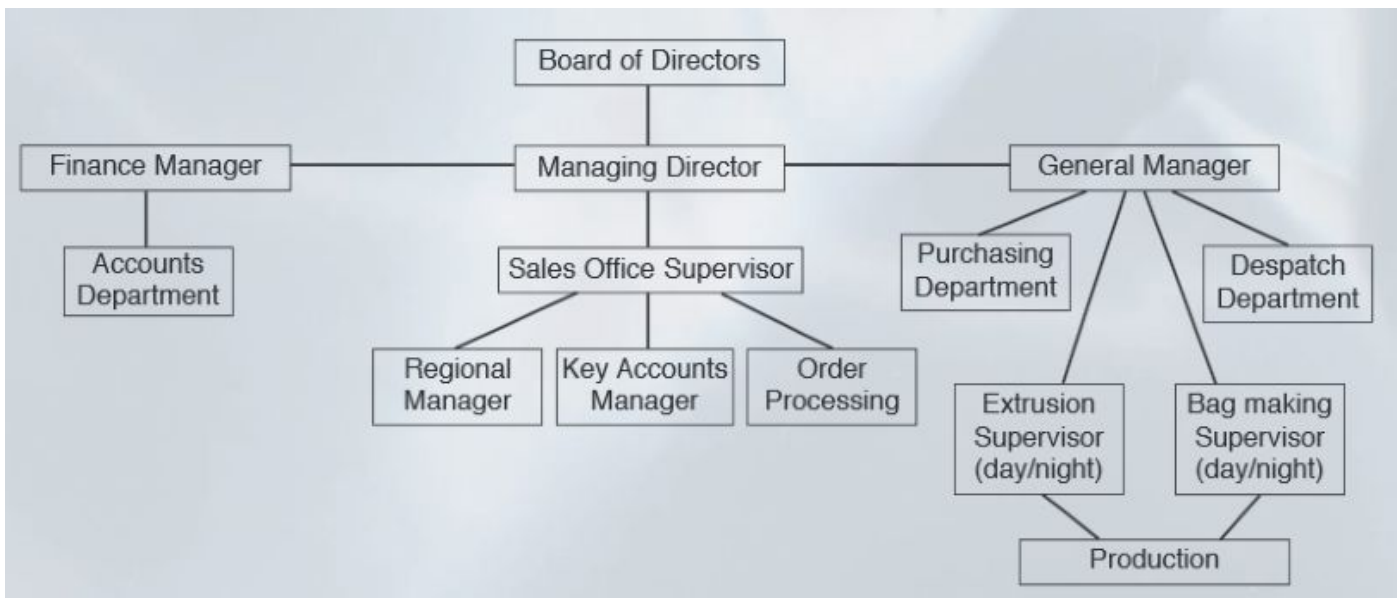 Board of Directors
Finance Manager
Managing Director
General Manager
Accounts
Department
Sales Office Supervisor
Purchasing
Department
Despatch
Department
Regional
Manager
Key Accounts
Manager
Order
Processing
Extrusion
Supervisor
(day/night)
Bag making
Supervisor
(day/night)
Production